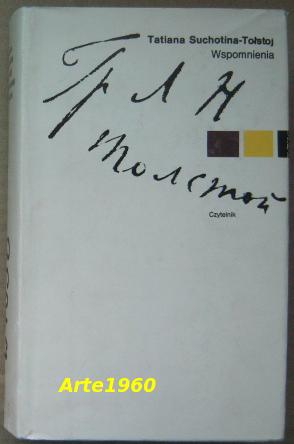 Tatiana Suchotina-Tołstoj
Wspomnienia
Гр Л Н
Толстой
Czytelnik
Arte1960